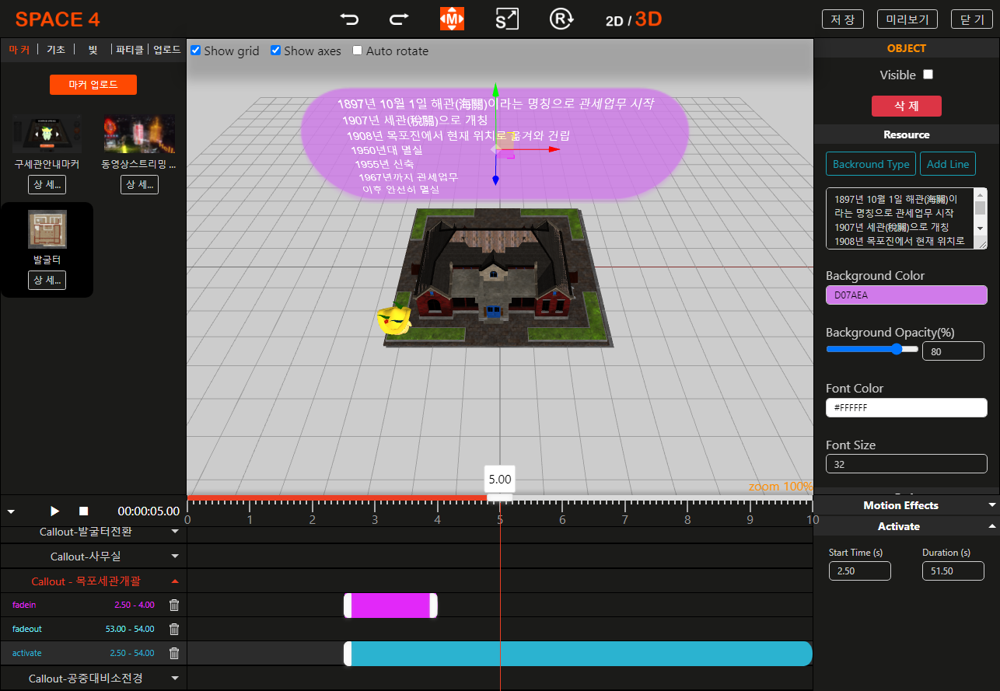 SPACE 4
M
S
R
2D / 3D
저 장
미리보기
닫 기
마 커
기초
빛
파티클
업로드
마커 업로드
구세관안내마커
동영상스트리밍 ...
상 세...
상 세...
발굴터
상 세...
Show grid
Show axes
Auto rotate
1897년 10월 1일 해관(海關)이라는 명칭으로 관세업무 시작
1907년 세관(稅關)으로 개칭
1908년 목포진에서 현재 위치로 옮겨와 건립
1950년대 멸실
1955년 신축
1967년까지 관세업무
이후 완전히 멸실
zoom 100%
OBJECT
Visible
삭 제
Resource
Backround Type
Add Line
1897년 10월 1일 해관(海關)이
라는 명칭으로 관세업무 시작
1907년 세관(稅關)으로 개칭
1908년 목포진에서 현재 위치로
Background Color
D07AEA
Background Opacity(%)
80
Font Color
#FFFFFF
Font Size
32
5.00
00:00:05.00
0 1 2 3 4 5 6 7 8 9 10
Callout-발굴터전환
Callout-사무실
Callout - 목포세관개괄
fadein 2.50 - 4.00
fadeout 53.00 - 54.00
activate 2.50 - 54.00
Callout-공중대비소전경
Motion Effects
Activate
Start Time (s)
Duration (s)
2.50
51.50